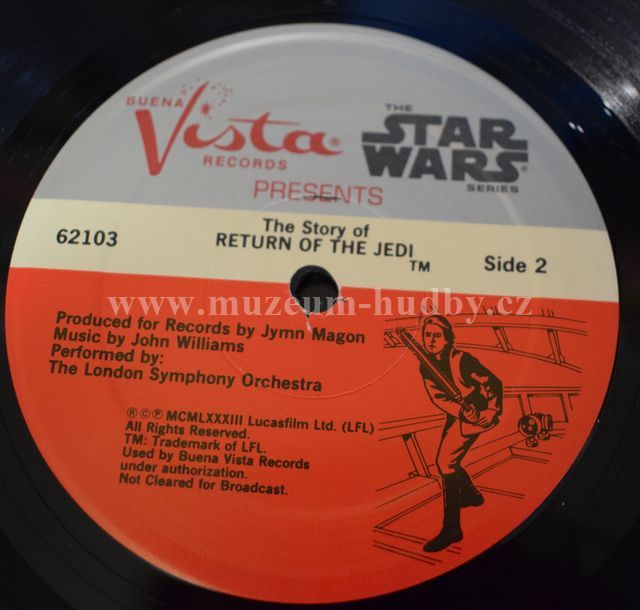 BUENA
Vista®
RECORDS
THE
STAR
WARS®
SERIES
PRESENTS
The Story of
62103 RETURN OF THE JEDI TM Side 2
www.muzeum-hudby.cz
Produced for Records by Jymn Magon
Music by John Williams
Performed by:
The London Symphony Orchestra
®©℗ MCMLXXXIII Lucasfilm Ltd. (LFL)
All Rights Reserved.
TM: Trademark of LFL.
Used by Buena Vista Records
under authorization.
Not Cleared for Broadcast.